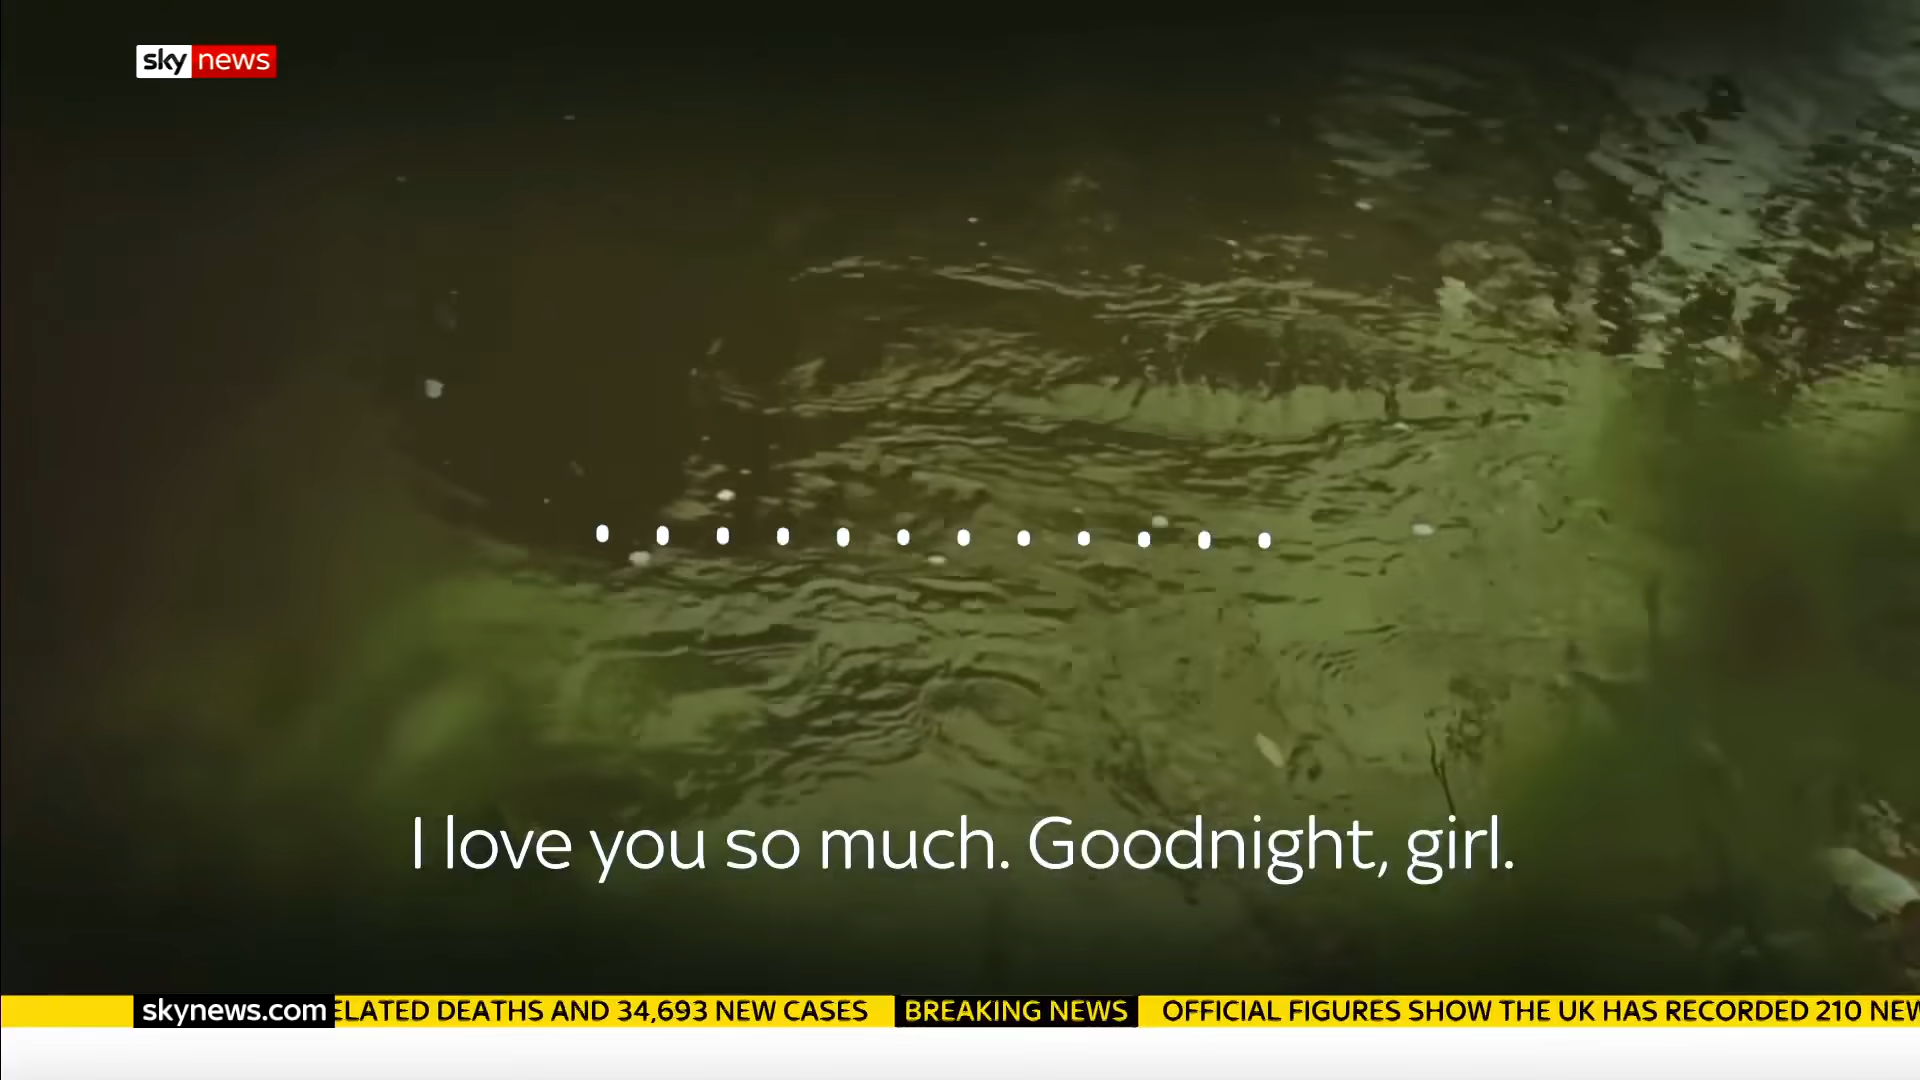 sky news
I love you so much. Goodnight, girl.
skynews.com ELATED DEATHS AND 34,693 NEW CASES BREAKING NEWS OFFICIAL FIGURES SHOW THE UK HAS RECORDED 210 NEW